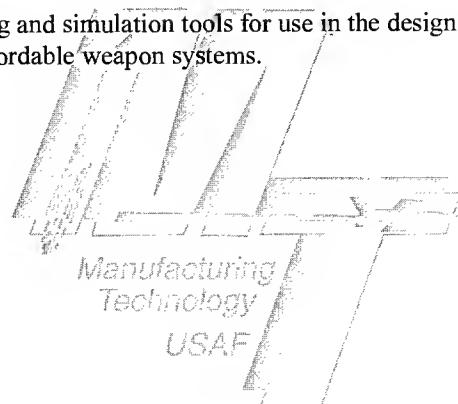 g and simulation tools for use in the design
ordable weapon systems.
Manufacturing
Technology
USAF